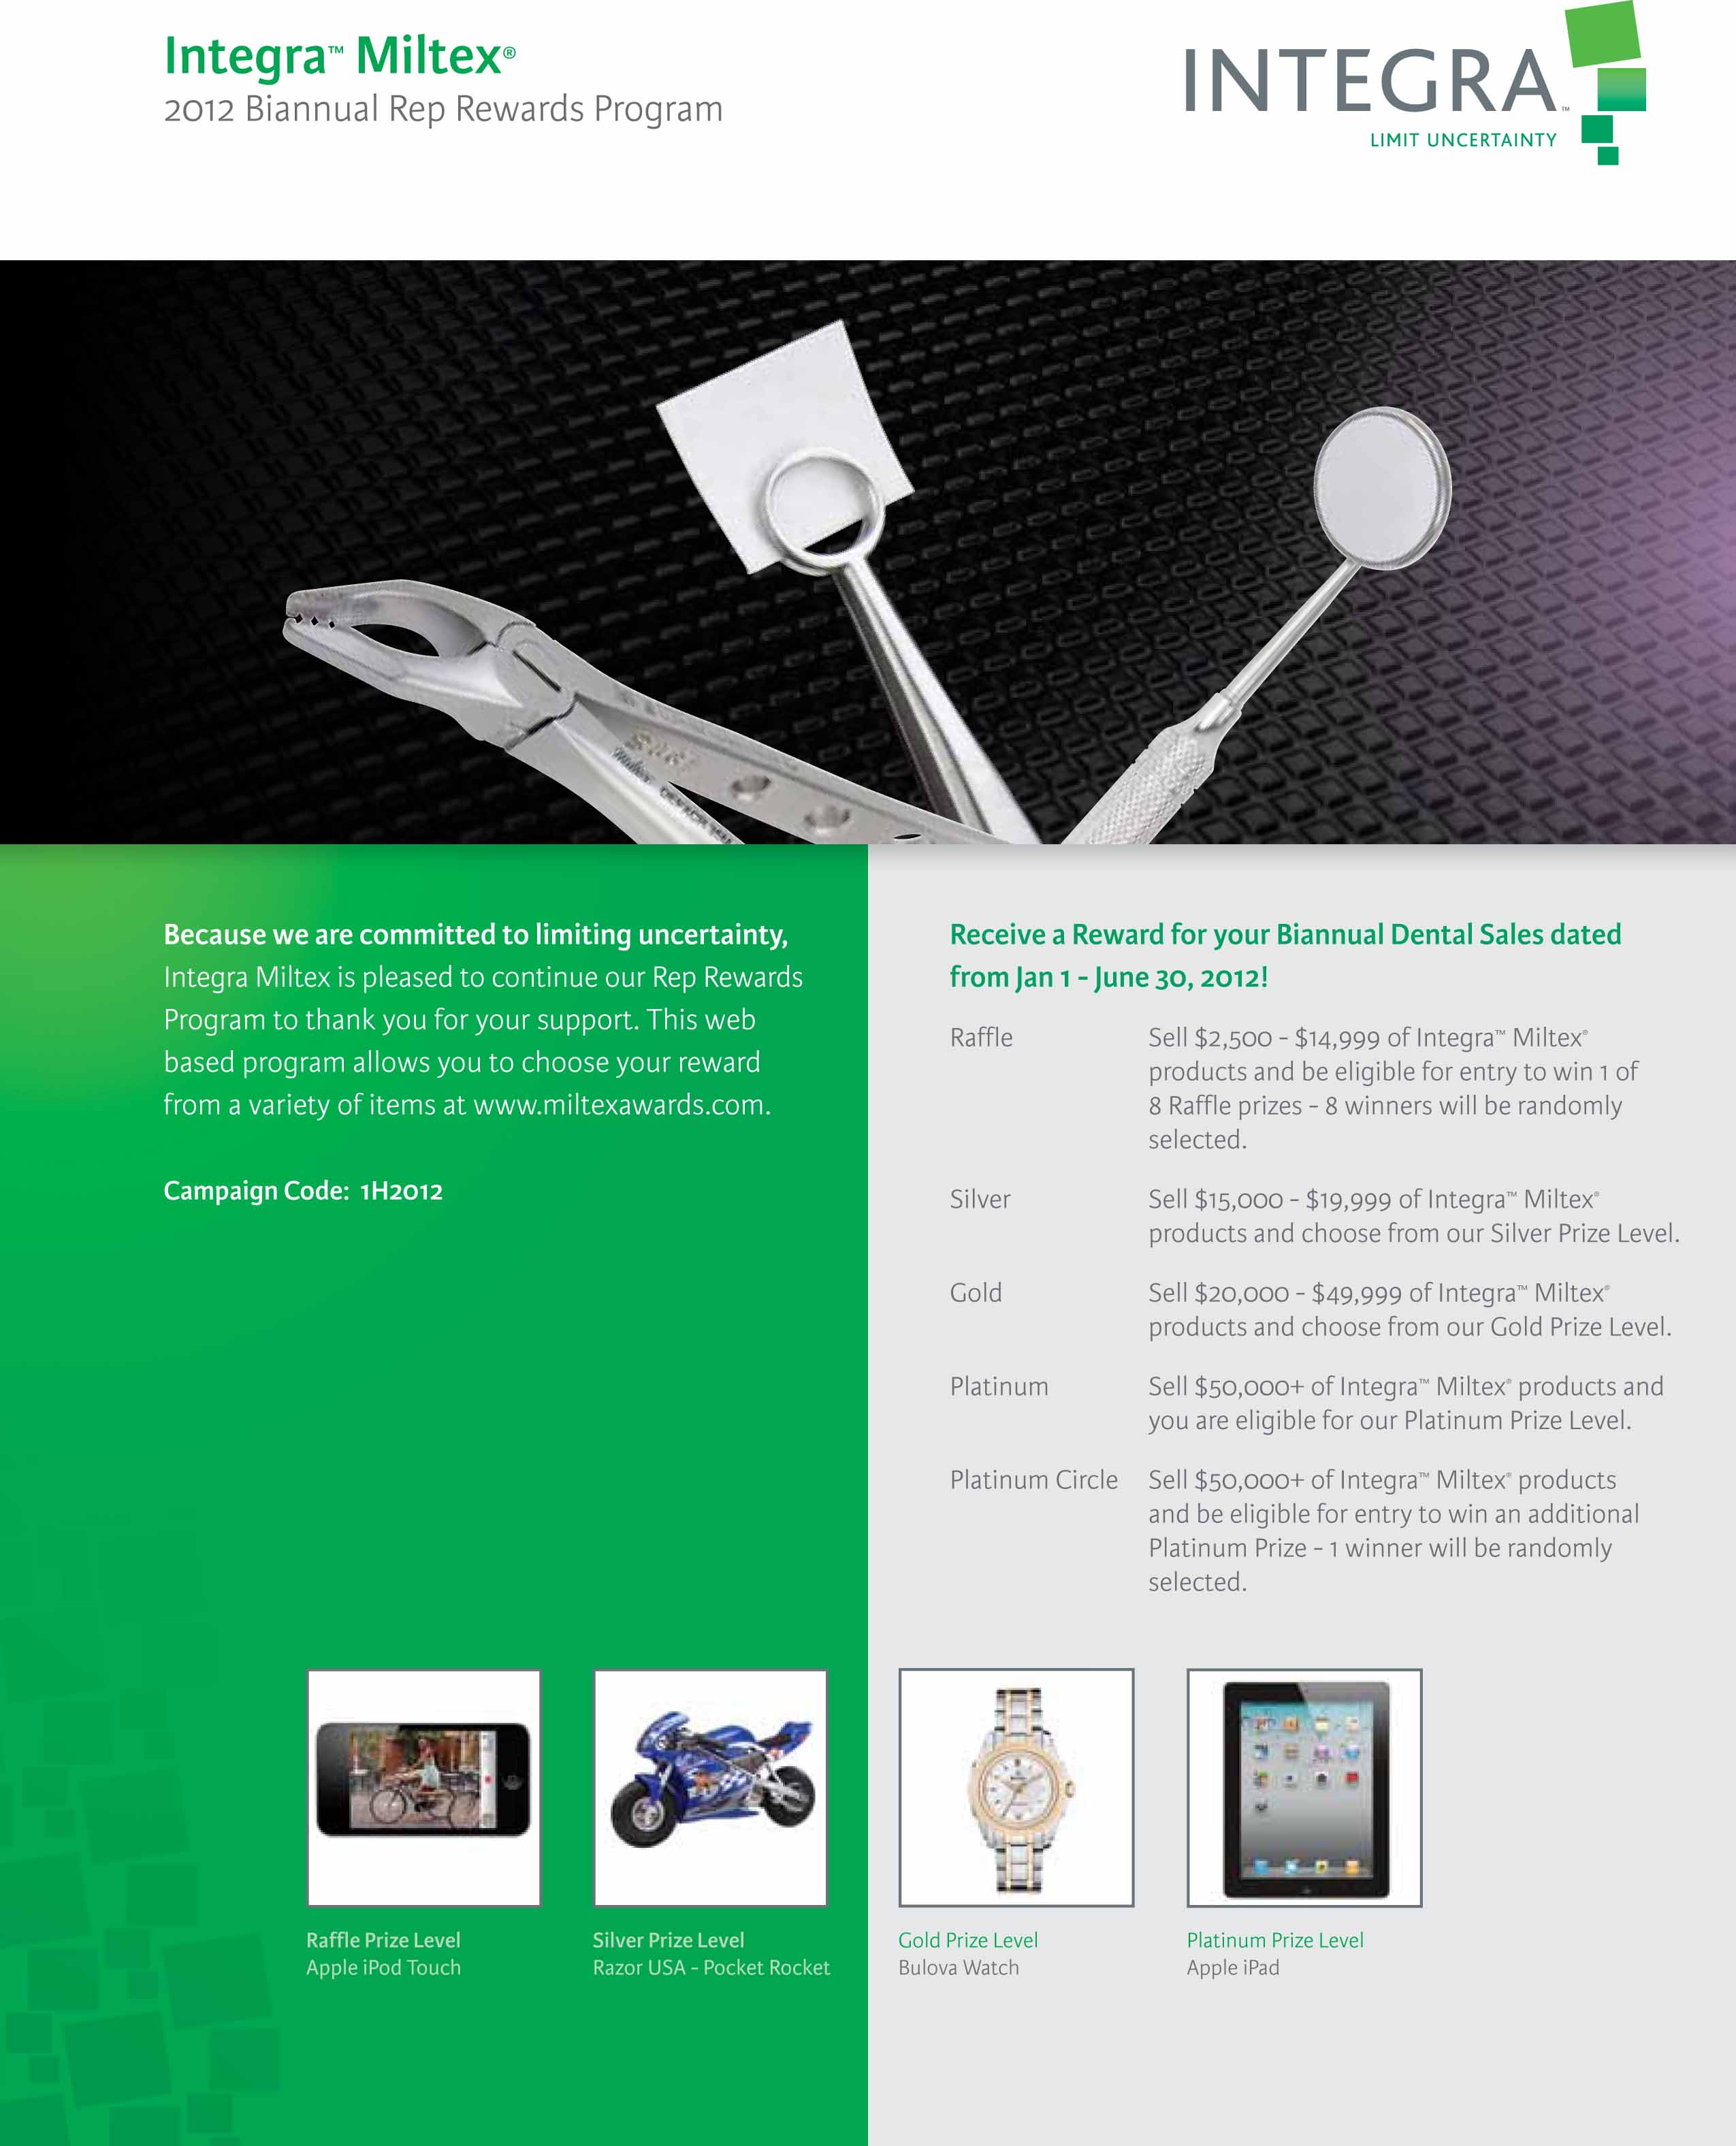 Integra™ Miltex®
2012 Biannual Rep Rewards Program
INTEGRA™
LIMIT UNCERTAINTY
Because we are committed to limiting uncertainty,
Integra Miltex is pleased to continue our Rep Rewards
Program to thank you for your support. This web
based program allows you to choose your reward
from a variety of items at www.miltexawards.com.
Campaign Code: 1H2012
Receive a Reward for your Biannual Dental Sales dated
from Jan 1 - June 30, 2012!
Raffle Sell $2,500 - $14,999 of Integra™ Miltex®
products and be eligible for entry to win 1 of
8 Raffle prizes - 8 winners will be randomly
selected.
Silver Sell $15,000 - $19,999 of Integra™ Miltex®
products and choose from our Silver Prize Level.
Gold Sell $20,000 - $49,999 of Integra™ Miltex®
products and choose from our Gold Prize Level.
Platinum Sell $50,000+ of Integra™ Miltex® products and
you are eligible for our Platinum Prize Level.
Platinum Circle Sell $50,000+ of Integra™ Miltex® products
and be eligible for entry to win an additional
Platinum Prize - 1 winner will be randomly
selected.
Raffle Prize Level
Apple iPod Touch
Silver Prize Level
Razor USA - Pocket Rocket
Gold Prize Level
Bulova Watch
Platinum Prize Level
Apple iPad